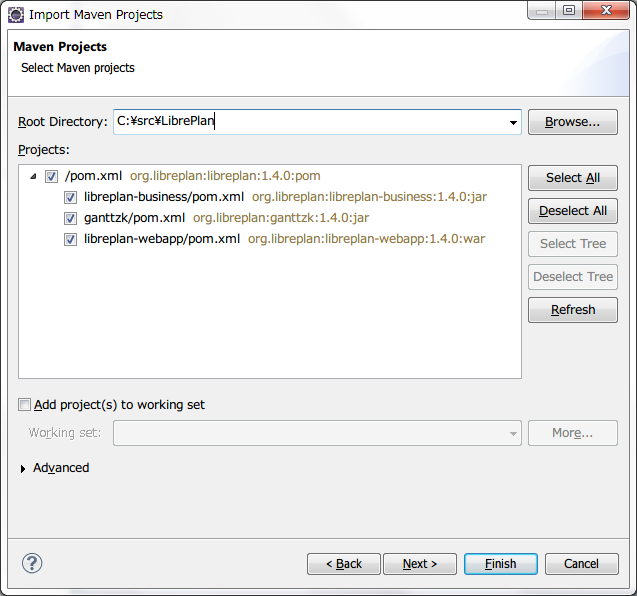 Import Maven Projects
Maven Projects
Select Maven projects
Root Directory: C:¥src¥LibrePlan Browse...
Projects:
/pom.xml org.libreplan:libreplan:1.4.0:pom
libreplan-business/pom.xml org.libreplan:libreplan-business:1.4.0:jar
ganttzk/pom.xml org.libreplan:ganttzk:1.4.0:jar
libreplan-webapp/pom.xml org.libreplan:libreplan-webapp:1.4.0:war
Select All
Deselect All
Select Tree
Deselect Tree
Refresh
Add project(s) to working set
Working set: More...
Advanced
? < Back Next > Finish Cancel